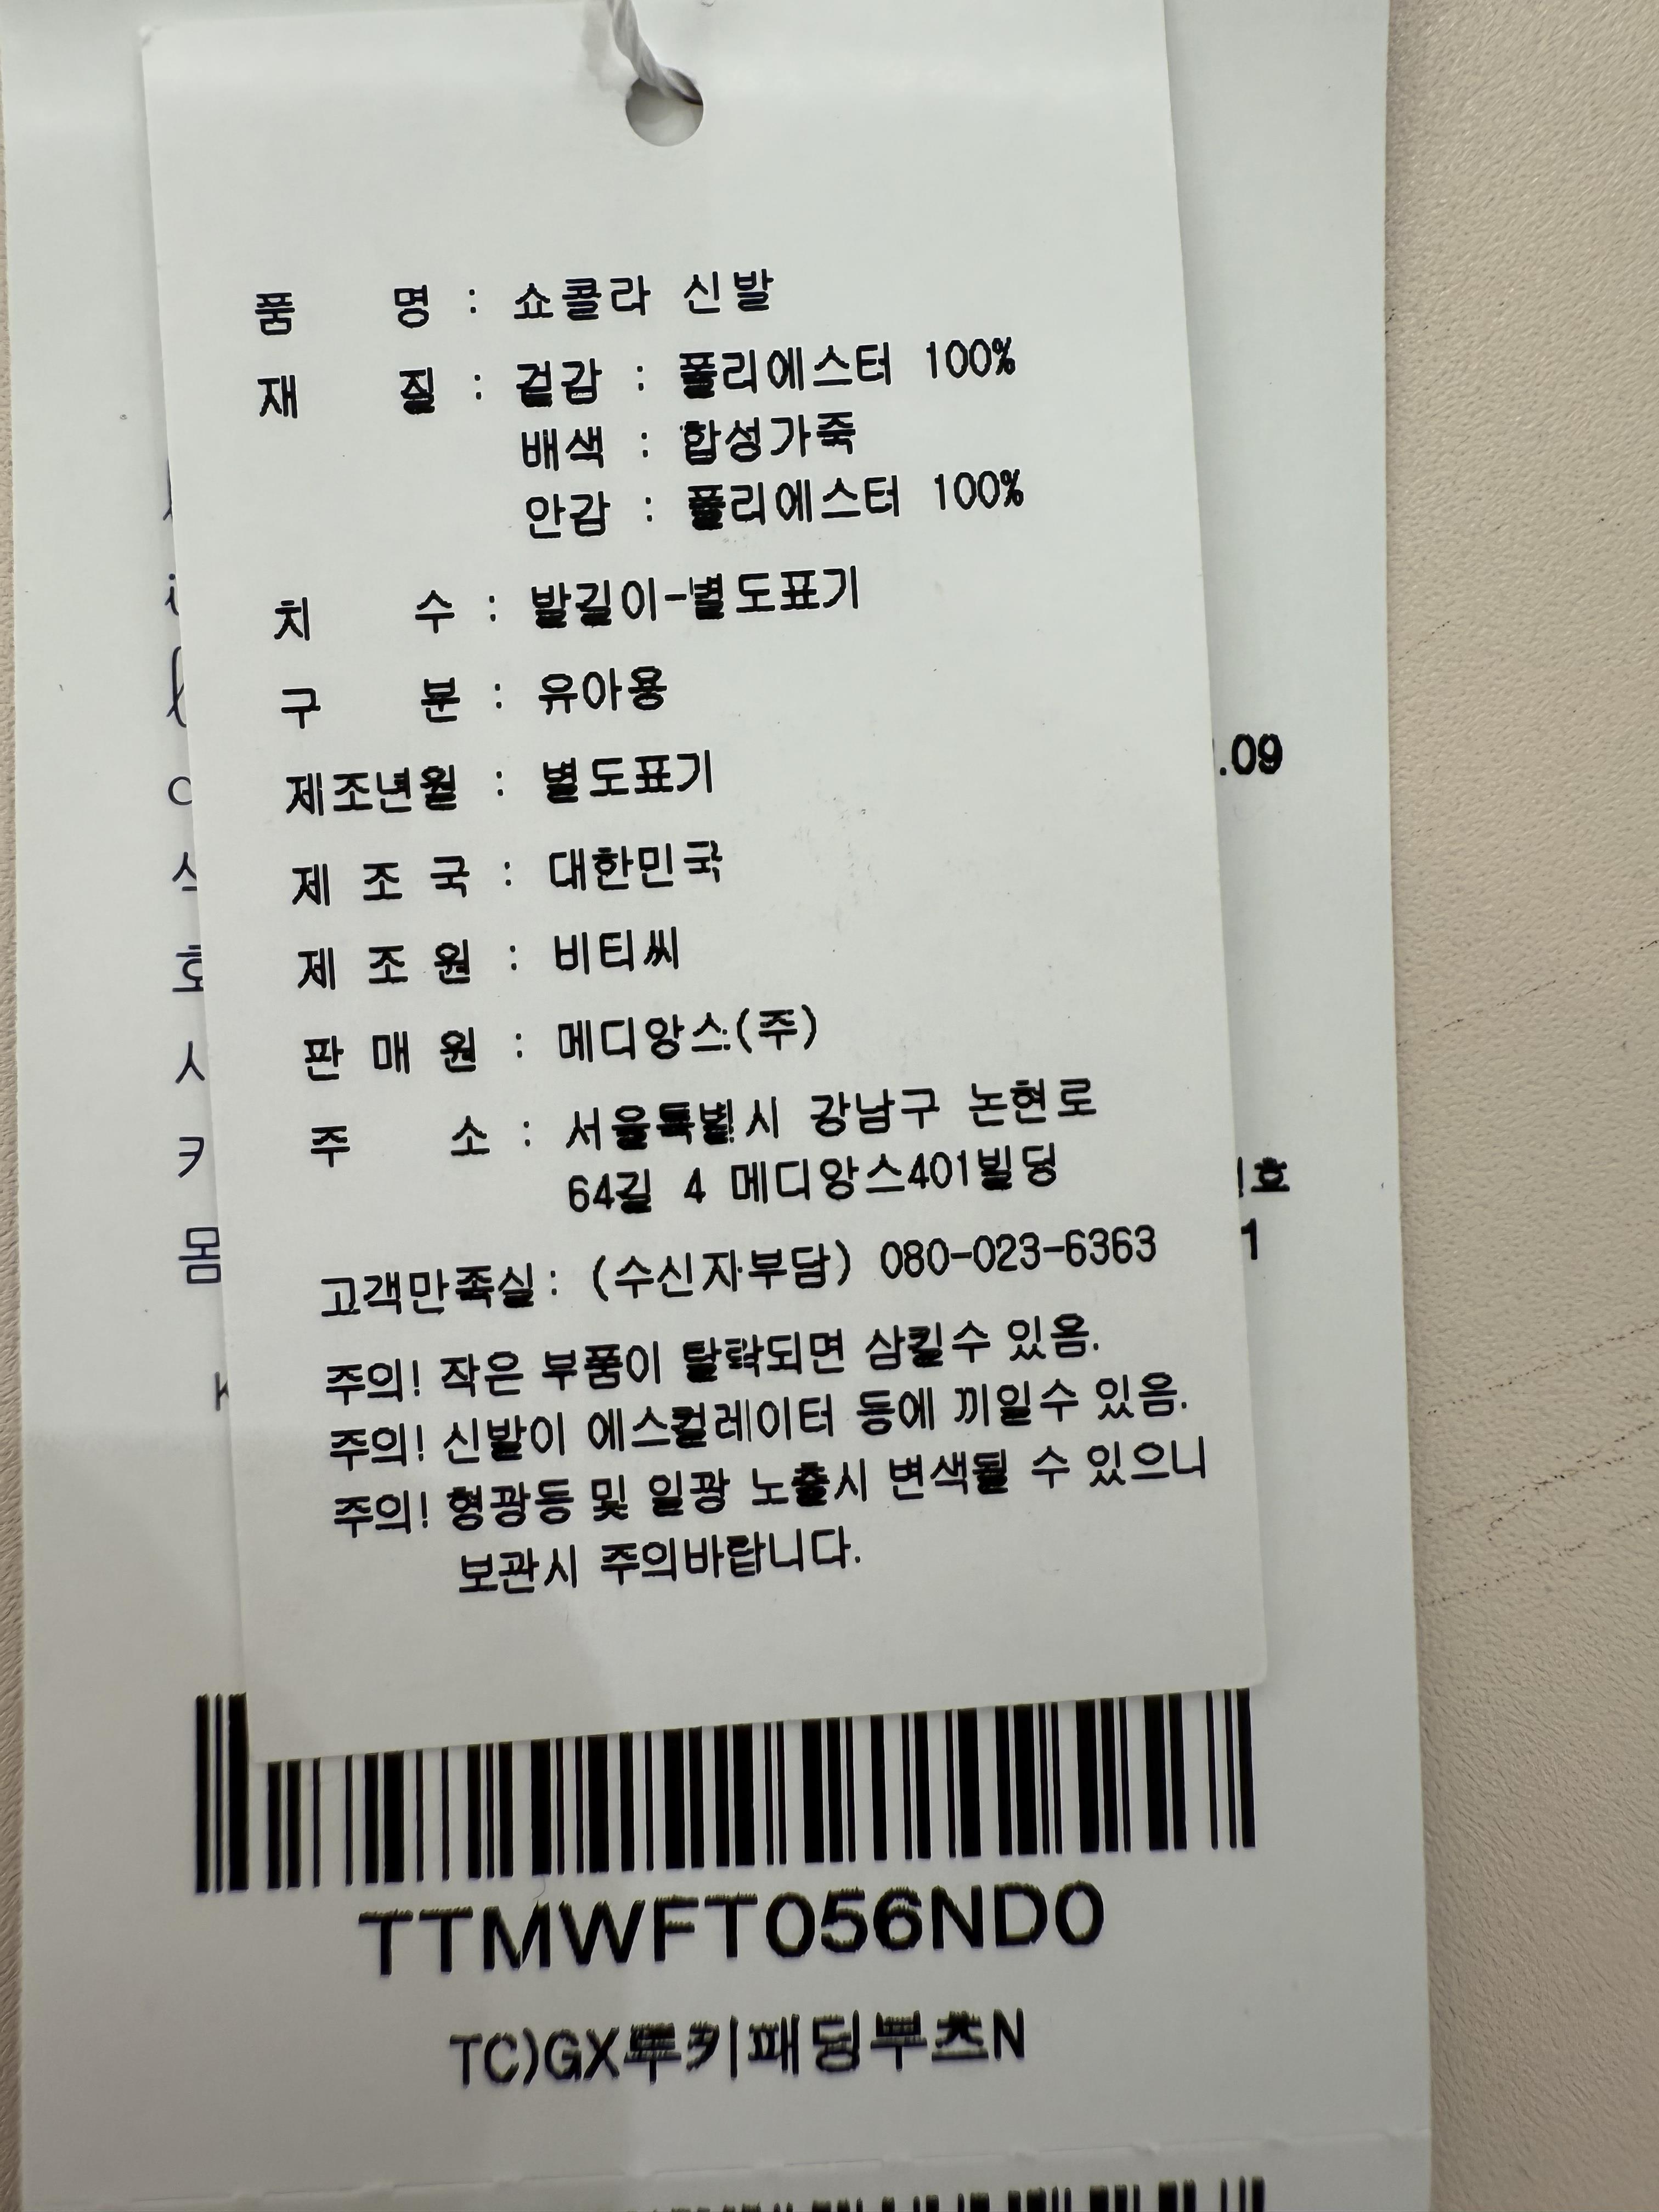 품 명 : 쇼콜라 신발
재 질 : 겉감 : 폴리에스터 100%
배색 : 합성가죽
안감 : 폴리에스터 100%
치 수 : 발길이-별도표기
구 분 : 유아용
제조년월 : 별도표기
제 조 국 : 대한민국
제 조 원 : 비티씨
판 매 원 : 메디앙스(주)
주 소 : 서울특별시 강남구 논현로
64길 4 메디앙스401빌딩
고객만족실: (수신자부담) 080-023-6363
주의! 작은 부품이 탈락되면 삼킬수 있음.
주의! 신발이 에스컬레이터 등에 끼일수 있음.
주의! 형광등 및 일광 노출시 변색될 수 있으니
보관시 주의바랍니다.
.09
호
1
몸
TTMWFT056ND0
TC)GX루키패딩부츠N